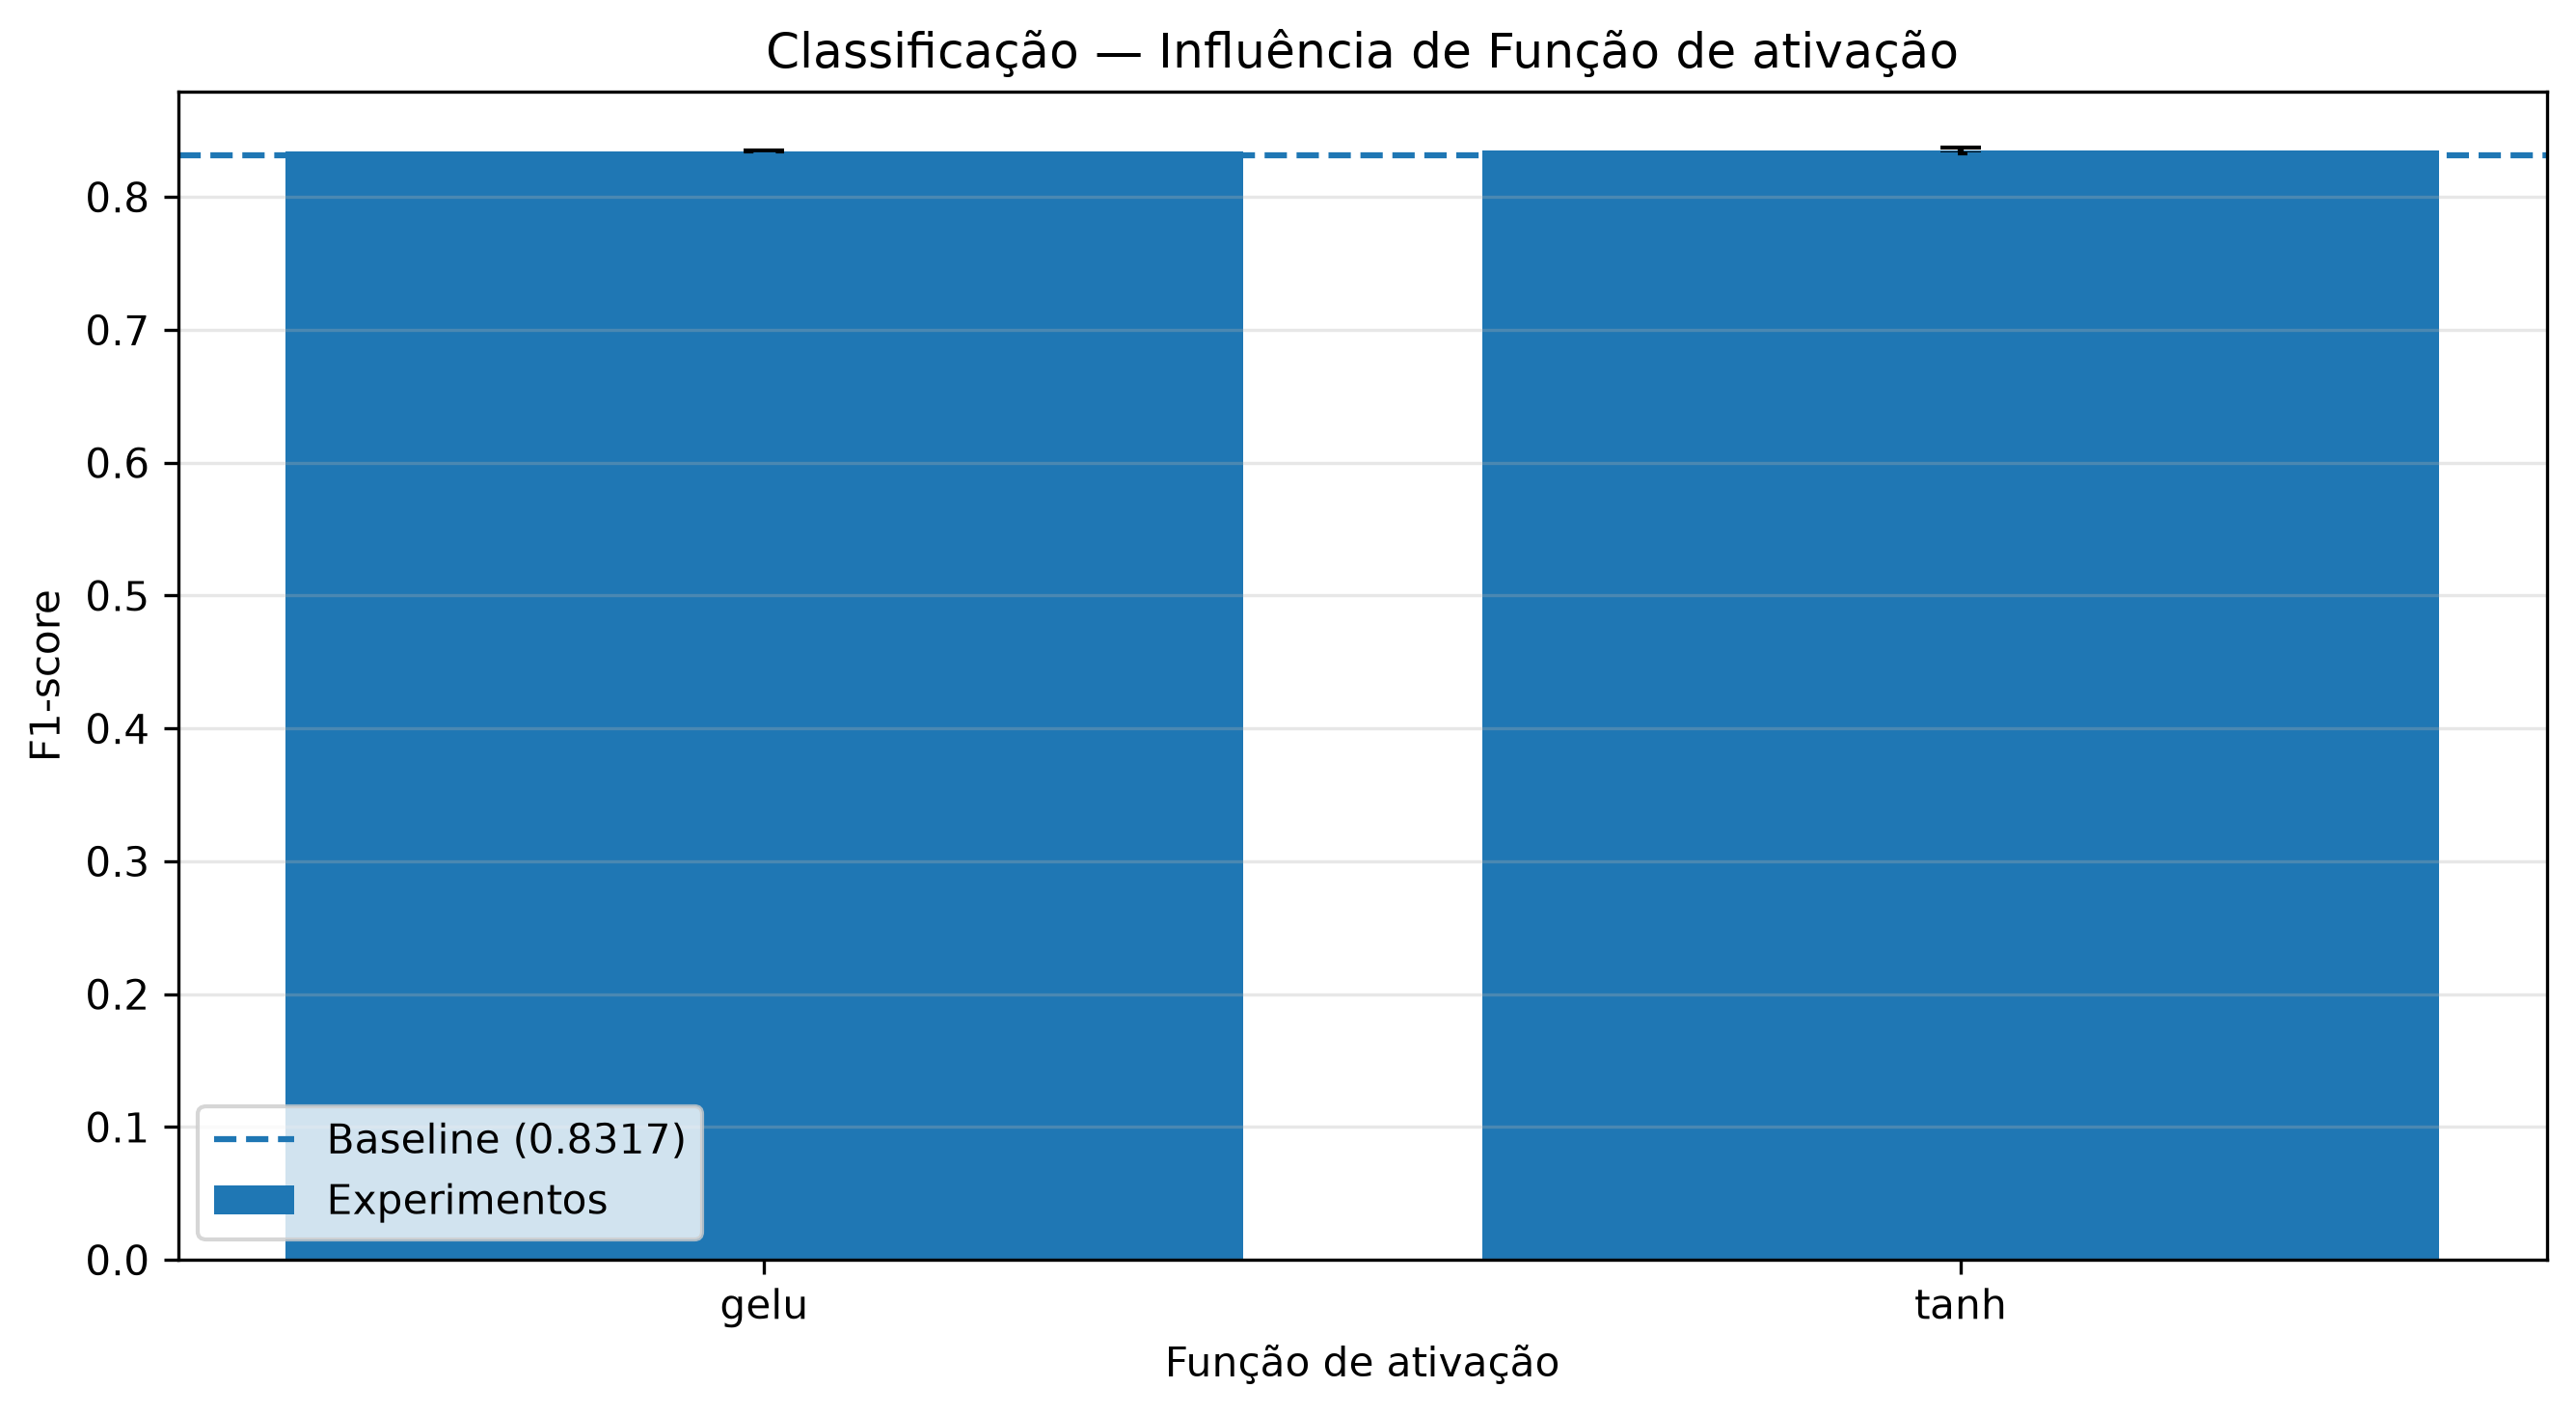 Classificação — Influência de Função de ativação
F1-score
0.8
0.7
0.6
0.5
0.4
0.3
0.2
0.1
0.0
Baseline (0.8317)
Experimentos
gelu
tanh
Função de ativação